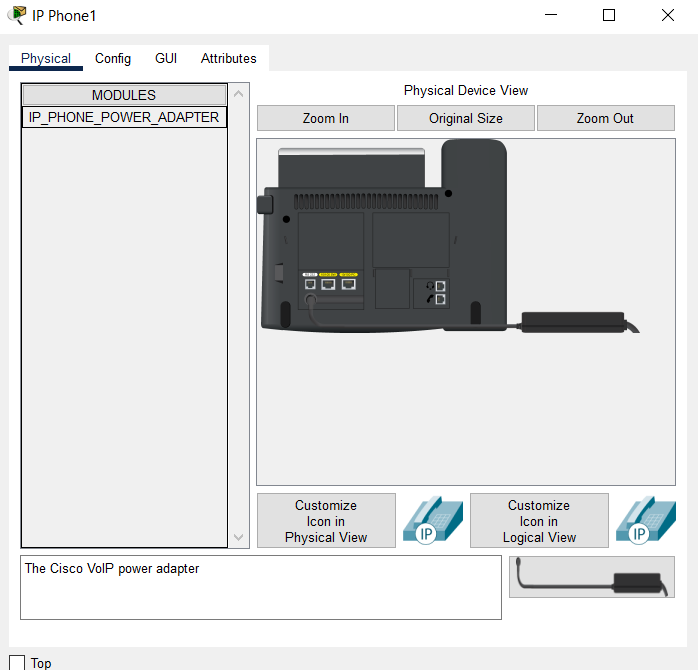 IP Phone1
Physical
Config
GUI
Attributes
MODULES
IP_PHONE_POWER_ADAPTER
Physical Device View
Zoom In
Original Size
Zoom Out
Customize
Icon in
Physical View
IP
Customize
Icon in
Logical View
IP
The Cisco VoIP power adapter
Top